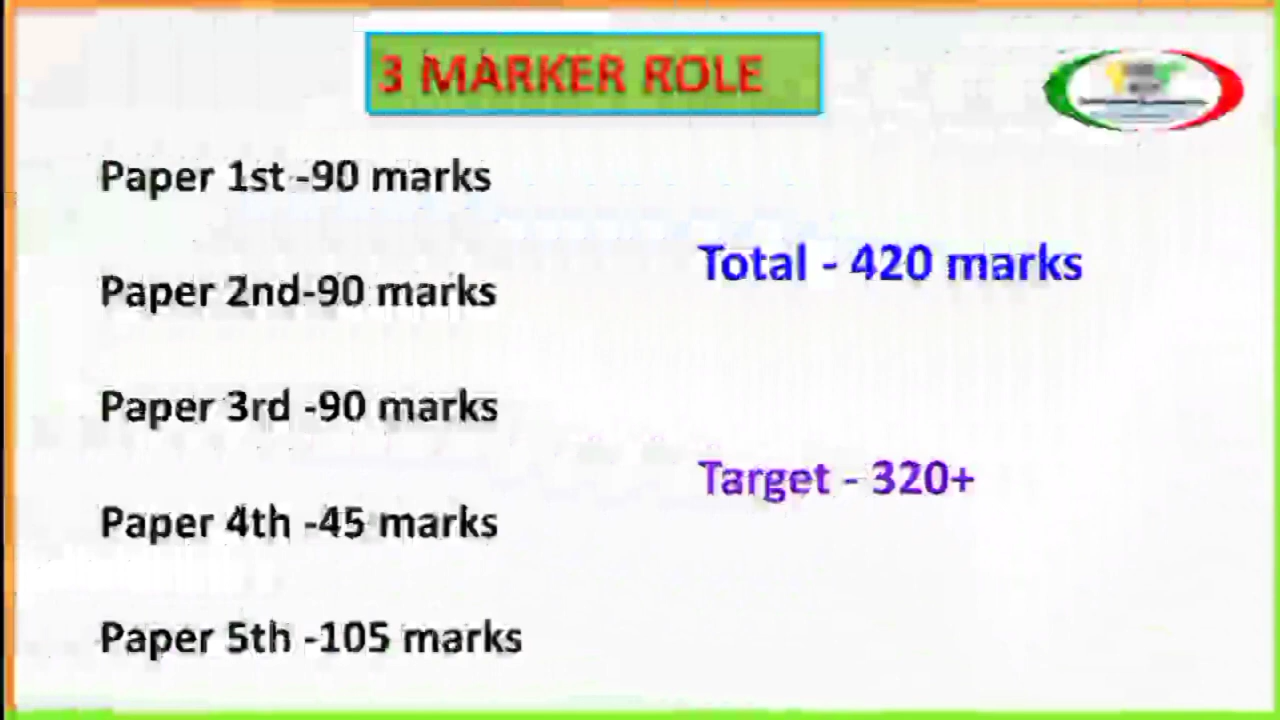 3 MARKER ROLE
Paper 1st -90 marks
Paper 2nd-90 marks
Paper 3rd -90 marks
Paper 4th -45 marks
Paper 5th -105 marks
Total - 420 marks
Target - 320+